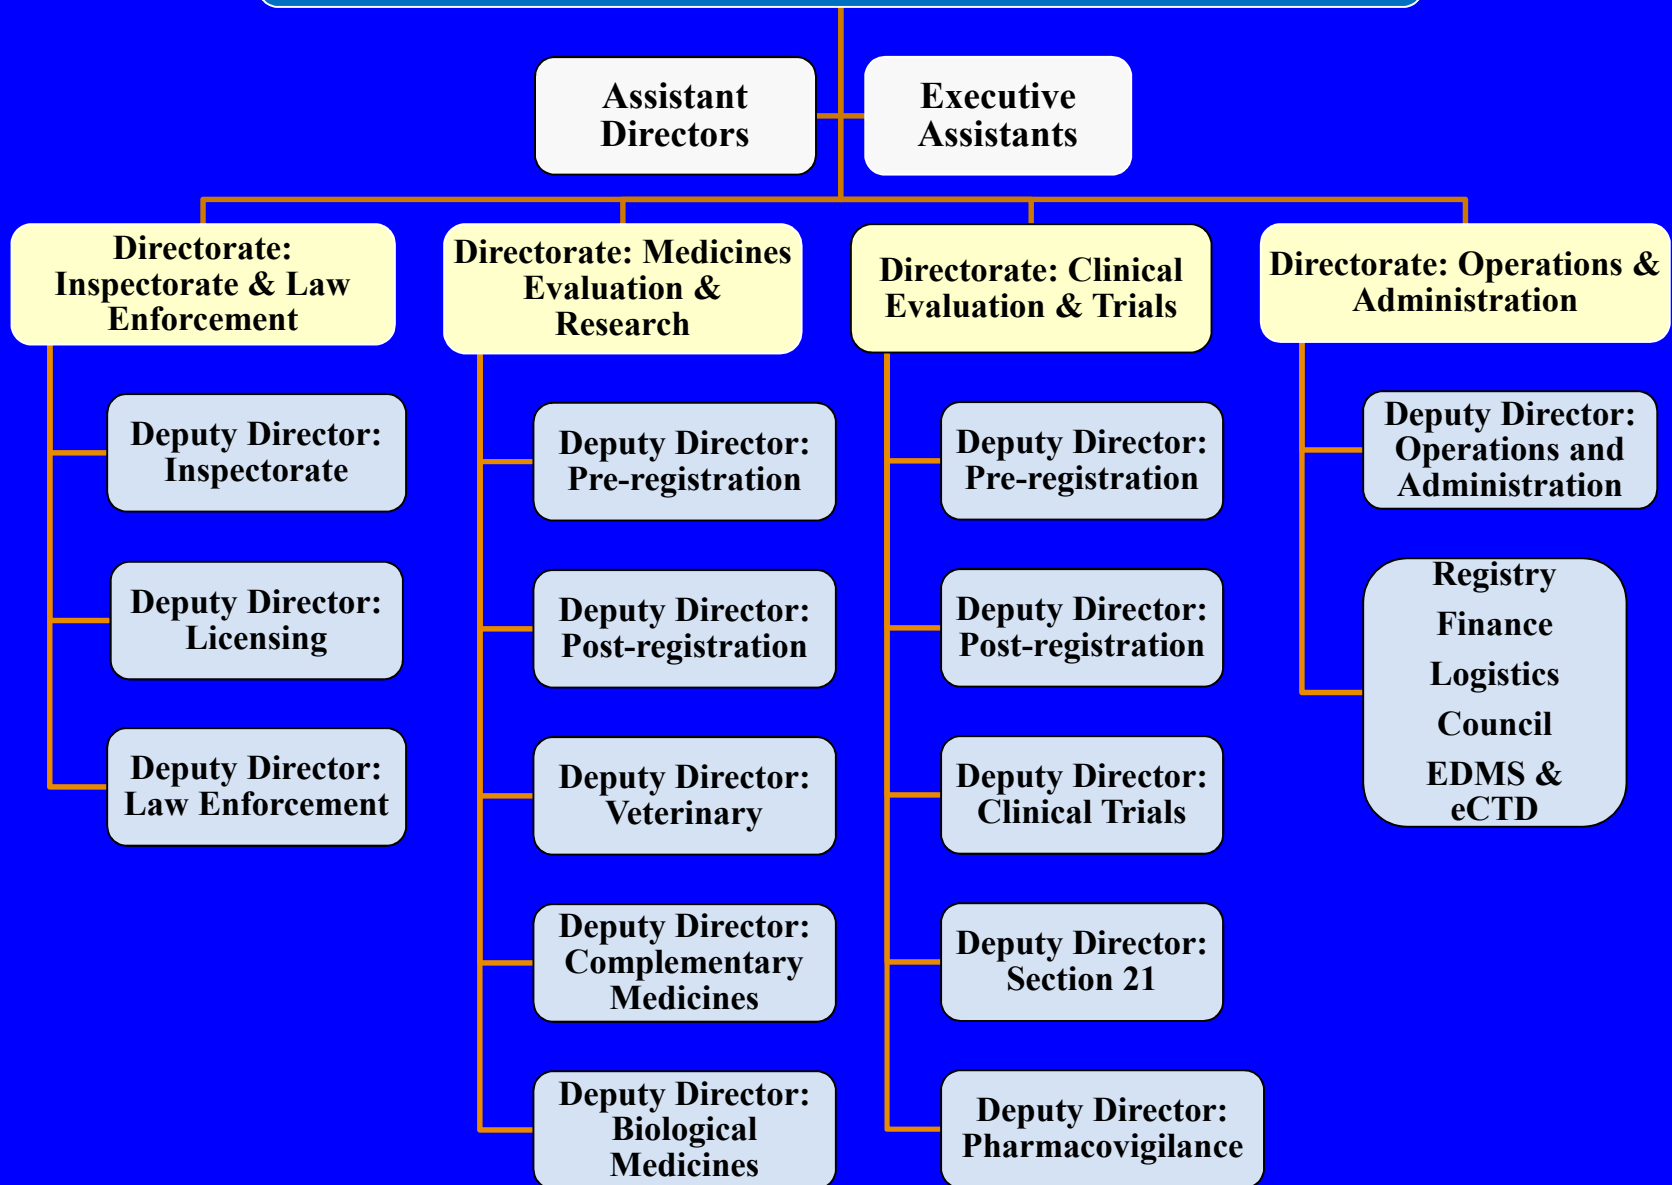 Assistant
Directors
Executive
Assistants
Directorate:
Inspectorate & Law
Enforcement
Deputy Director:
Inspectorate
Deputy Director:
Licensing
Deputy Director:
Law Enforcement
Directorate: Medicines
Evaluation &
Research
Deputy Director:
Pre-registration
Deputy Director:
Post-registration
Deputy Director:
Veterinary
Deputy Director:
Complementary
Medicines
Deputy Director:
Biological
Medicines
Directorate: Clinical
Evaluation & Trials
Deputy Director:
Pre-registration
Deputy Director:
Post-registration
Deputy Director:
Clinical Trials
Deputy Director:
Section 21
Deputy Director:
Pharmacovigilance
Directorate: Operations &
Administration
Deputy Director:
Operations and
Administration
Registry
Finance
Logistics
Council
EDMS &
eCTD